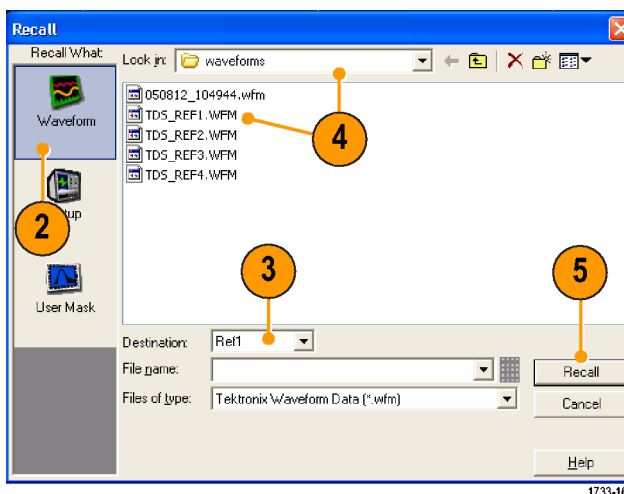 Recall
Recall What:
Look in: waveforms
Waveform
050812_104944.wfm
TDS_REF1.WFM
TDS_REF2.WFM
TDS_REF3.WFM
TDS_REF4.WFM
4
2
User Mask
3
5
Destination: Ref1
File name:
Recall
Files of type: Tektronix Waveform Data (*.wfm)
Cancel
Help